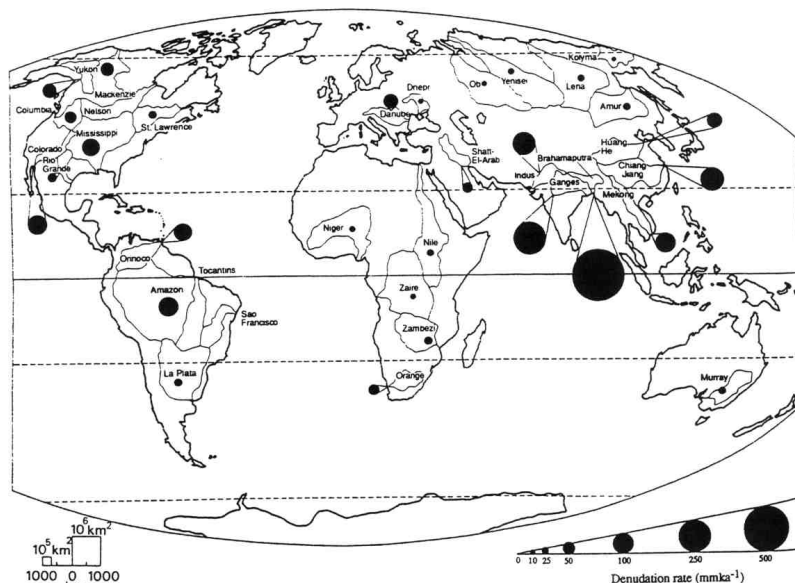 Yukon
Mackenzie
Columbia
Nelson
St. Lawrence
Mississippi
Colorado
Rio
Grande
Orinoco
Tocantins
Amazon
Sao
Francisco
La Plata
Niger
Nile
Zaire
Zambezi
Orange
Danube
Dnepr
Ob
Yenisei
Lena
Kolyma
Amur
Shatt-
El-Arab
Indus
Brahamaputra
Ganges
Huang
He
Chiang
Jiang
Mekong
Murray
10⁶ km²
10⁵ km²
1000 0 1000
0 10 25 50 100 250 500
Denudation rate (mmka⁻¹)